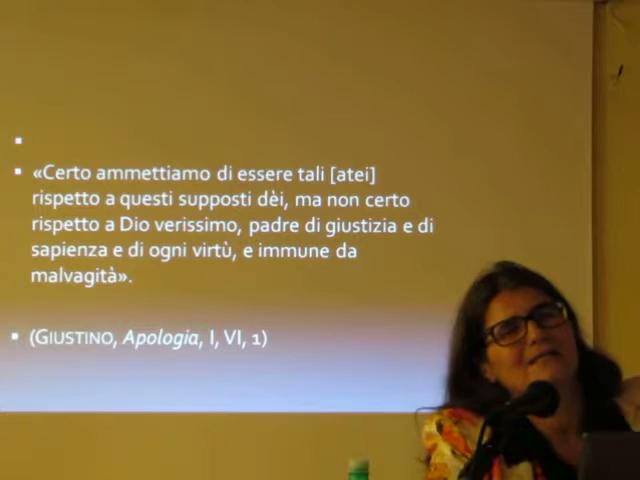 «Certo ammettiamo di essere tali [atei]
rispetto a questi supposti dèi, ma non certo
rispetto a Dio verissimo, padre di giustizia e di
sapienza e di ogni virtù, e immune da
malvagità».
(GIUSTINO, Apologia, I, VI, 1)